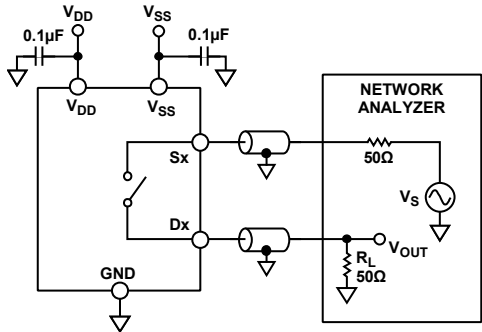 VDD
VSS
0.1µF
0.1µF
VDD
VSS
NETWORK
ANALYZER
Sx
50Ω
VS
Dx
VOUT
RL
50Ω
GND